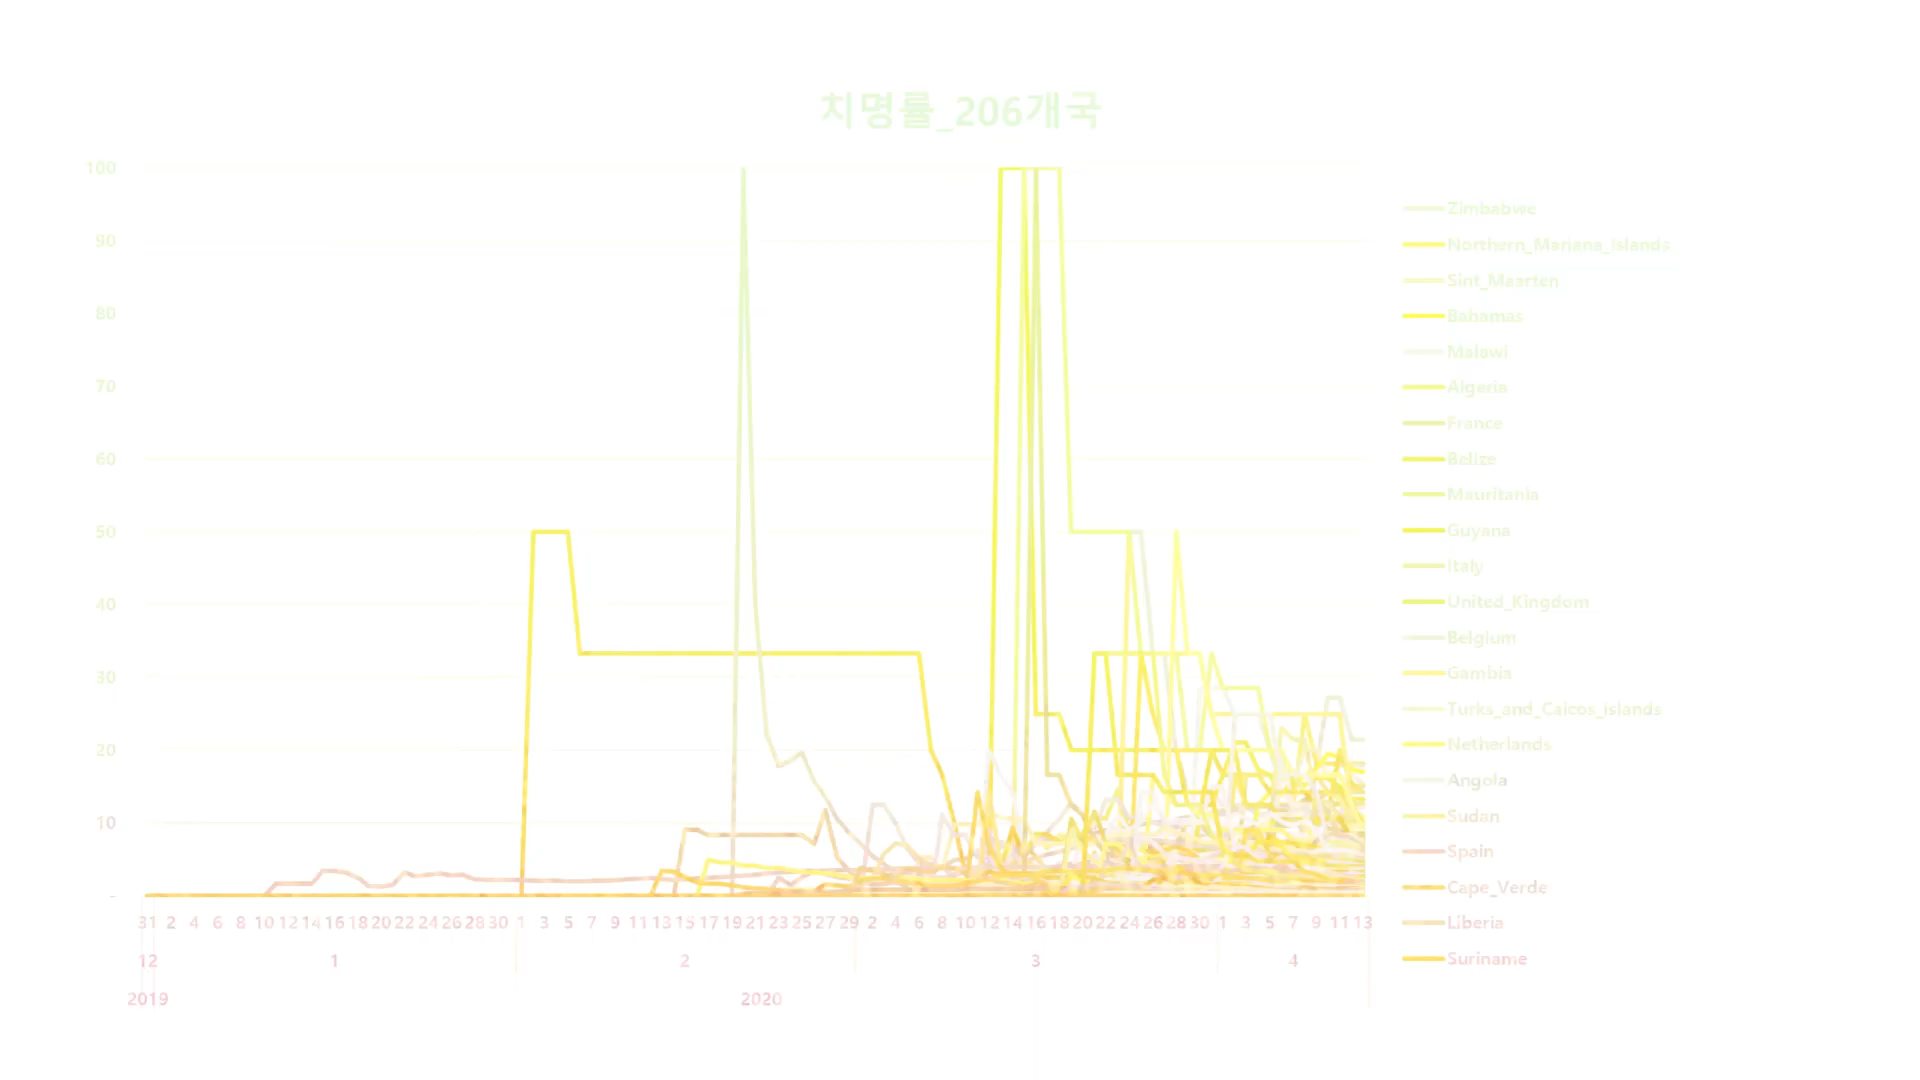 치명률_206개국
100
90
80
70
60
50
40
30
20
10
-
31 2 4 6 8 10 12 14 16 18 20 22 24 26 28 30 1 3 5 7 9 11 13 15 17 19 21 23 25 27 29 2 4 6 8 10 12 14 16 18 20 22 24 26 28 30 1 3 5 7 9 11 13
12 1 2 3 4
2019 2020
Zimbabwe
Northern_Mariana_Islands
Sint_Maarten
Bahamas
Malawi
Algeria
France
Belize
Mauritania
Guyana
Italy
United_Kingdom
Belgium
Gambia
Turks_and_Caicos_islands
Netherlands
Angola
Sudan
Spain
Cape_Verde
Liberia
Suriname